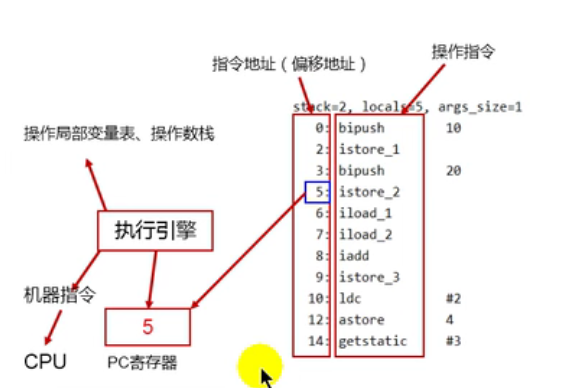 操作指令
指令地址（偏移地址）
stack=2, locals=5, args_size=1
0: bipush 10
2: istore_1
3: bipush 20
5: istore_2
6: iload_1
7: iload_2
8: iadd
9: istore_3
10: ldc #2
12: astore 4
14: getstatic #3
操作局部变量表、操作数栈
执行引擎
机器指令
5
CPU
PC寄存器